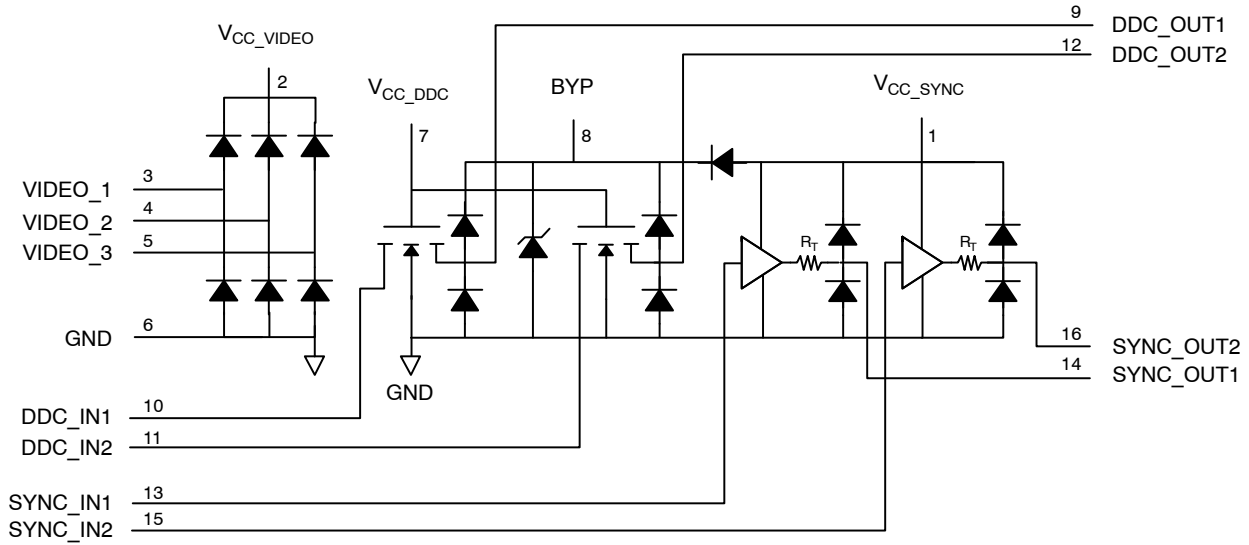 9 DDC_OUT1
12 DDC_OUT2
VCC_VIDEO
2
VCC_DDC
7
BYP
8
VCC_SYNC
1
VIDEO_1 3
VIDEO_2 4
VIDEO_3 5
RT
RT
GND 6
GND
16 SYNC_OUT2
14 SYNC_OUT1
DDC_IN1 10
DDC_IN2 11
SYNC_IN1 13
SYNC_IN2 15